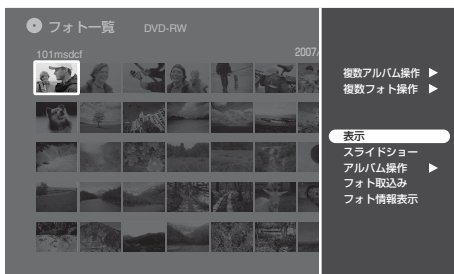 フォト一覧 DVD-RW
101msdcf 2007/
複数アルバム操作 ▶
複数フォト操作 ▶
表示
スライドショー
アルバム操作 ▶
フォト取込み
フォト情報表示